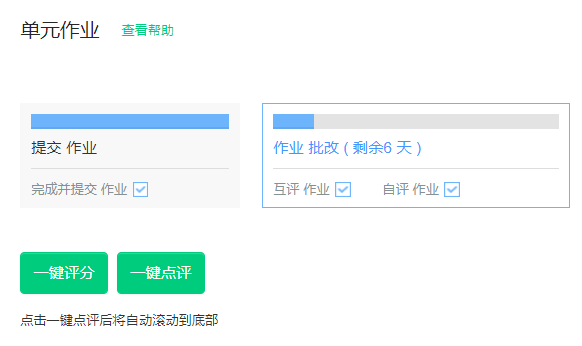 单元作业 查看帮助
提交 作业
完成并提交 作业
作业 批改 ( 剩余6 天 )
互评 作业 自评 作业
一键评分 一键点评
点击一键点评后将自动滚动到底部